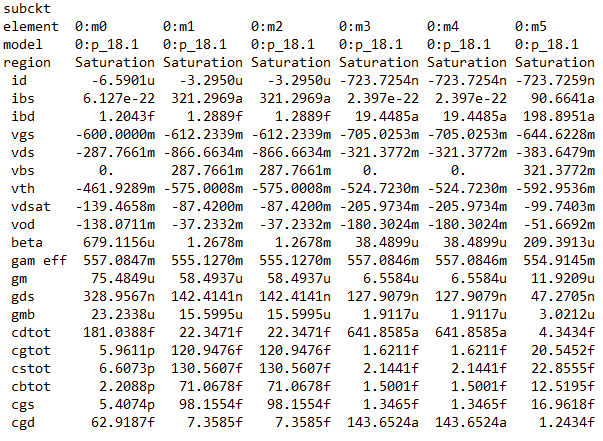 subckt
element 0:m0 0:m1 0:m2 0:m3 0:m4 0:m5
model 0:p_18.1 0:p_18.1 0:p_18.1 0:p_18.1 0:p_18.1 0:p_18.1
region Saturation Saturation Saturation Saturation Saturation Saturation
id -6.5901u -3.2950u -3.2950u -723.7254n -723.7254n -723.7259n
ibs 6.127e-22 321.2969a 321.2969a 2.397e-22 2.397e-22 90.6641a
ibd 1.2043f 1.2889f 1.2889f 19.4485a 19.4485a 198.8951a
vgs -600.0000m -612.2339m -612.2339m -705.0253m -705.0253m -644.6228m
vds -287.7661m -866.6634m -866.6634m -321.3772m -321.3772m -383.6479m
vbs 0. 287.7661m 287.7661m 0. 0. 321.3772m
vth -461.9289m -575.0008m -575.0008m -524.7230m -524.7230m -592.9536m
vdsat -139.4658m -87.4200m -87.4200m -205.9734m -205.9734m -99.7403m
vod -138.0711m -37.2332m -37.2332m -180.3024m -180.3024m -51.6692m
beta 679.1156u 1.2678m 1.2678m 38.4899u 38.4899u 209.3913u
gam eff 557.0847m 555.1270m 555.1270m 557.0846m 557.0846m 554.9145m
gm 75.4849u 58.4937u 58.4937u 6.5584u 6.5584u 11.9209u
gds 328.9567n 142.4141n 142.4141n 127.9079n 127.9079n 47.2705n
gmb 23.2338u 15.5995u 15.5995u 1.9117u 1.9117u 3.0212u
cdtot 181.0388f 22.3471f 22.3471f 641.8585a 641.8585a 4.3434f
cgtot 5.9611p 120.9476f 120.9476f 1.6211f 1.6211f 20.5452f
cstot 6.6073p 130.5607f 130.5607f 2.1441f 2.1441f 22.8555f
cbtot 2.2088p 71.0678f 71.0678f 1.5001f 1.5001f 12.5195f
cgs 5.4074p 98.1554f 98.1554f 1.3465f 1.3465f 16.9618f
cgd 62.9187f 7.3585f 7.3585f 143.6524a 143.6524a 1.2434f